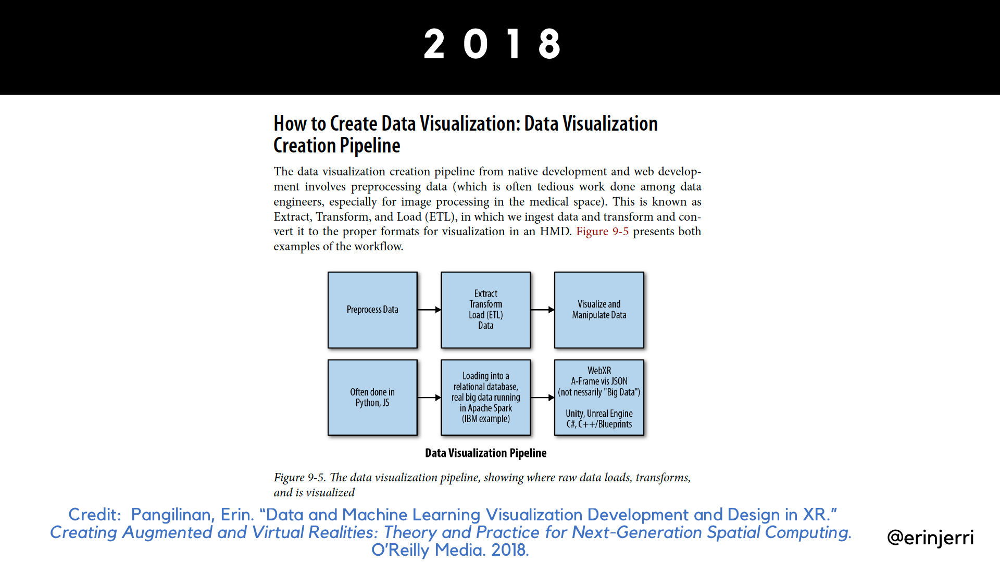 2018
How to Create Data Visualization: Data Visualization
Creation Pipeline
The data visualization creation pipeline from native development and web develop-
ment involves preprocessing data (which is often tedious work done among data
engineers, especially for image processing in the medical space). This is known as
Extract, Transform, and Load (ETL), in which we ingest data and transform and con-
vert it to the proper formats for visualization in an HMD. Figure 9-5 presents both
examples of the workflow.
Preprocess Data
Extract
Transform
Load (ETL)
Data
Visualize and
Manipulate Data
Often done in
Python, JS
Loading into a
relational database,
real big data running
in Apache Spark
(IBM example)
WebXR
A-Frame vis JSON
(not nessarily "Big Data")
Unity, Unreal Engine
C#, C++/Blueprints
Data Visualization Pipeline
Figure 9-5. The data visualization pipeline, showing where raw data loads, transforms,
and is visualized
Credit:  Pangilinan, Erin. “Data and Machine Learning Visualization Development and Design in XR.”
Creating Augmented and Virtual Realities: Theory and Practice for Next-Generation Spatial Computing.
O’Reilly Media. 2018.
@erinjerri